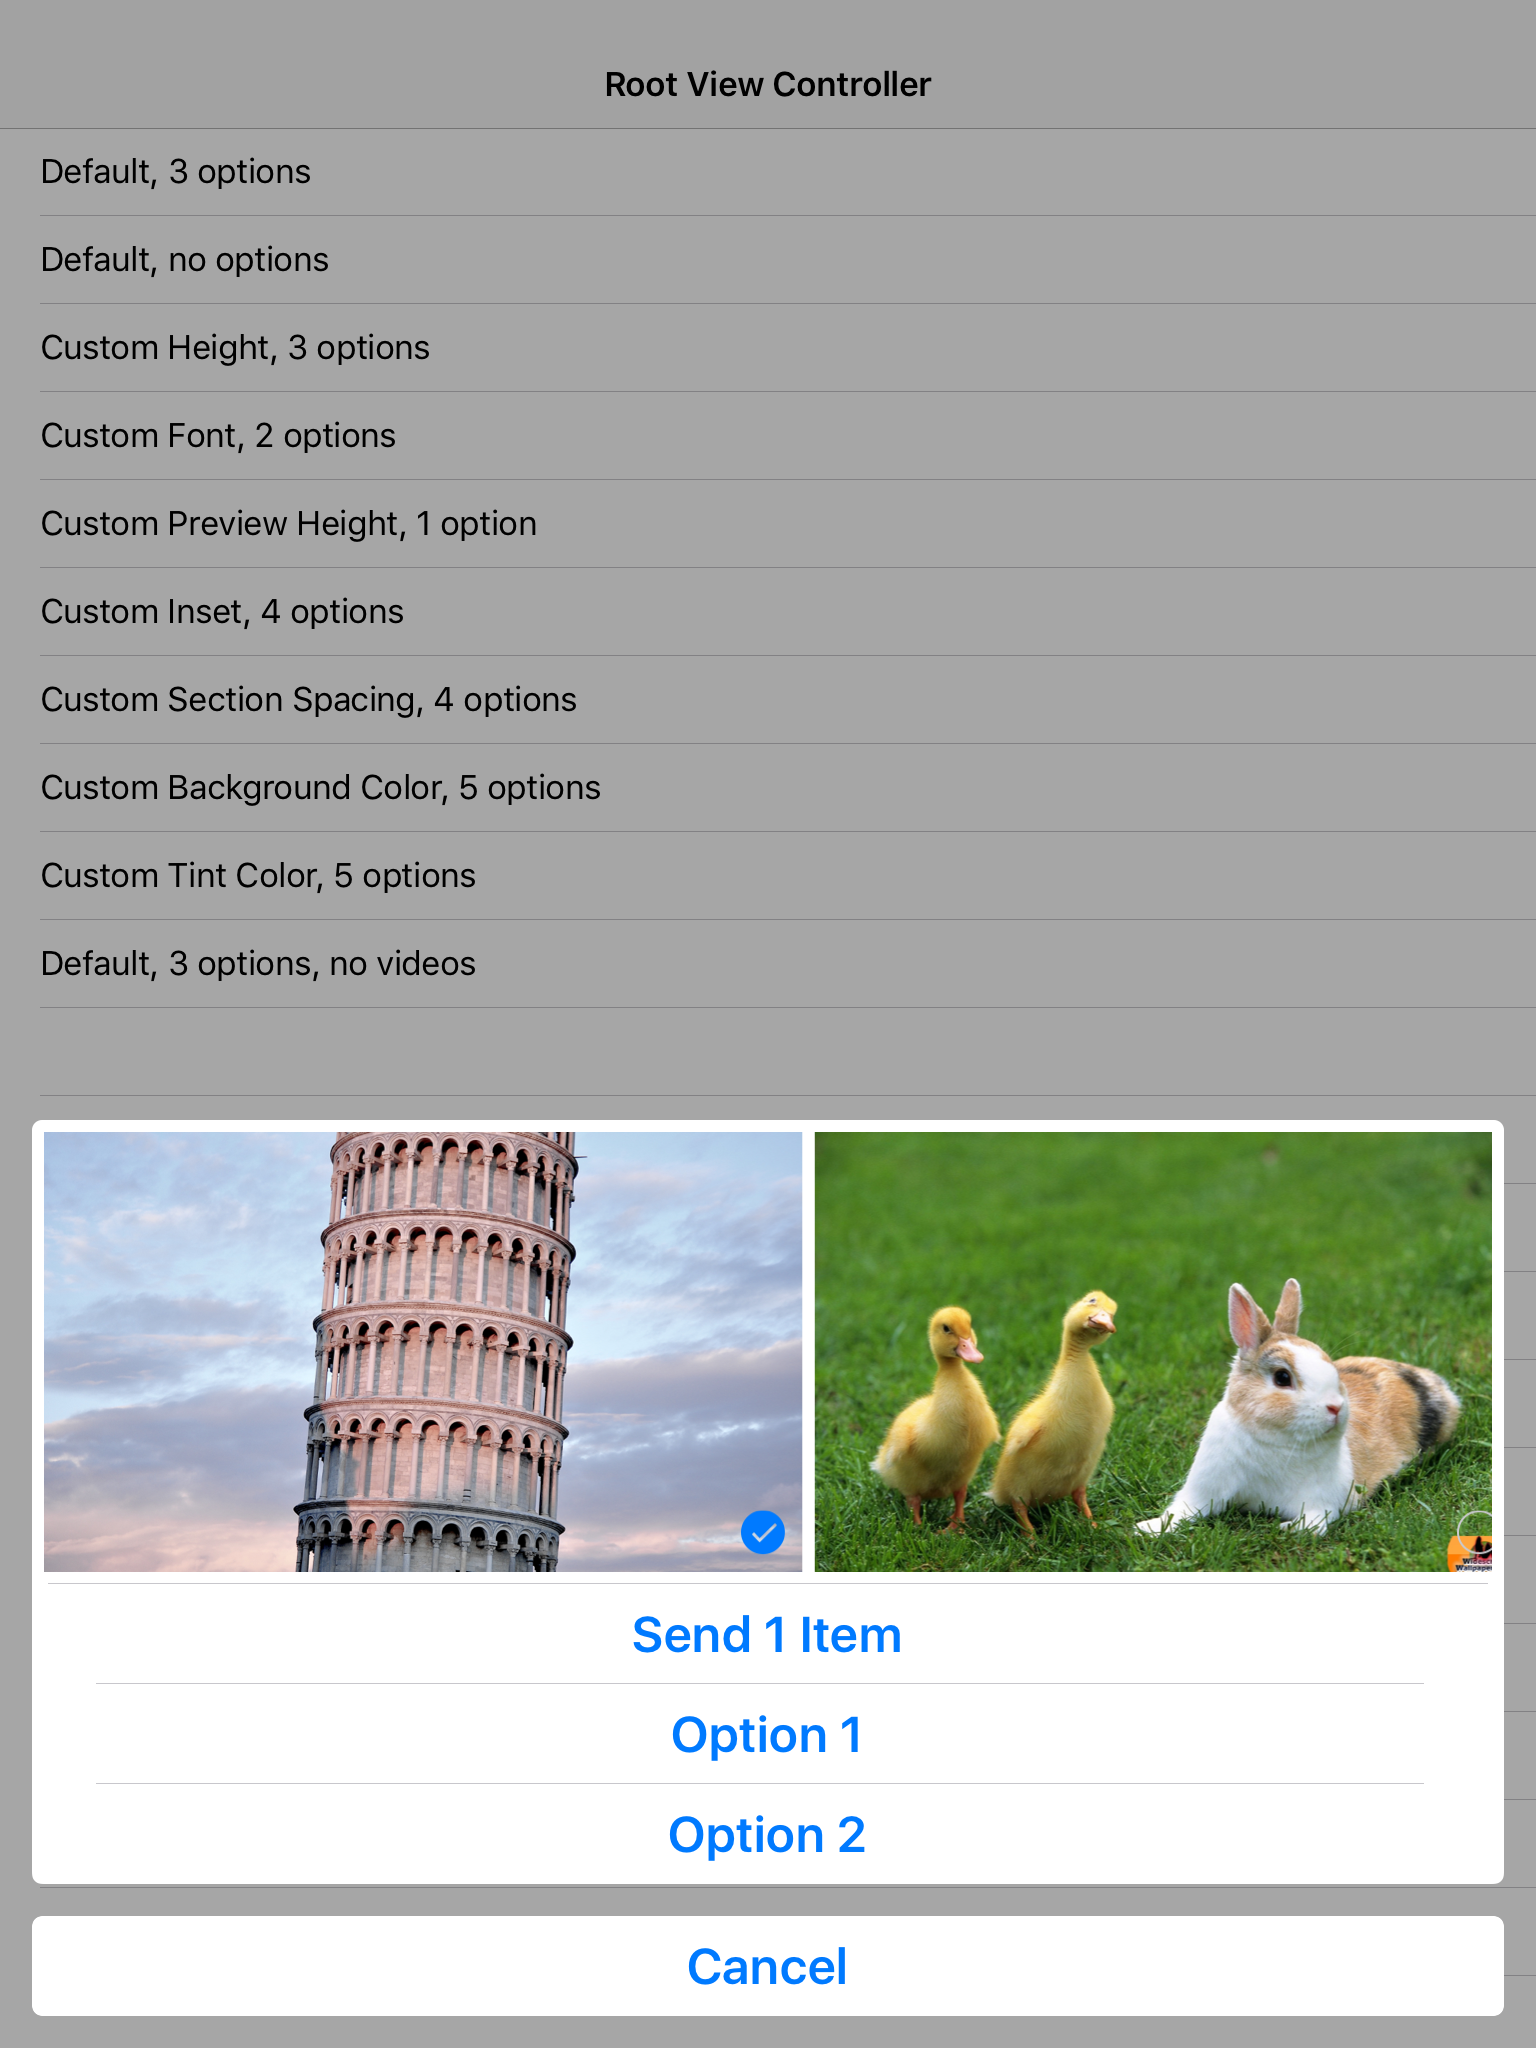 Root View Controller
Default, 3 options
Default, no options
Custom Height, 3 options
Custom Font, 2 options
Custom Preview Height, 1 option
Custom Inset, 4 options
Custom Section Spacing, 4 options
Custom Background Color, 5 options
Custom Tint Color, 5 options
Default, 3 options, no videos
Send 1 Item
Option 1
Option 2
Cancel